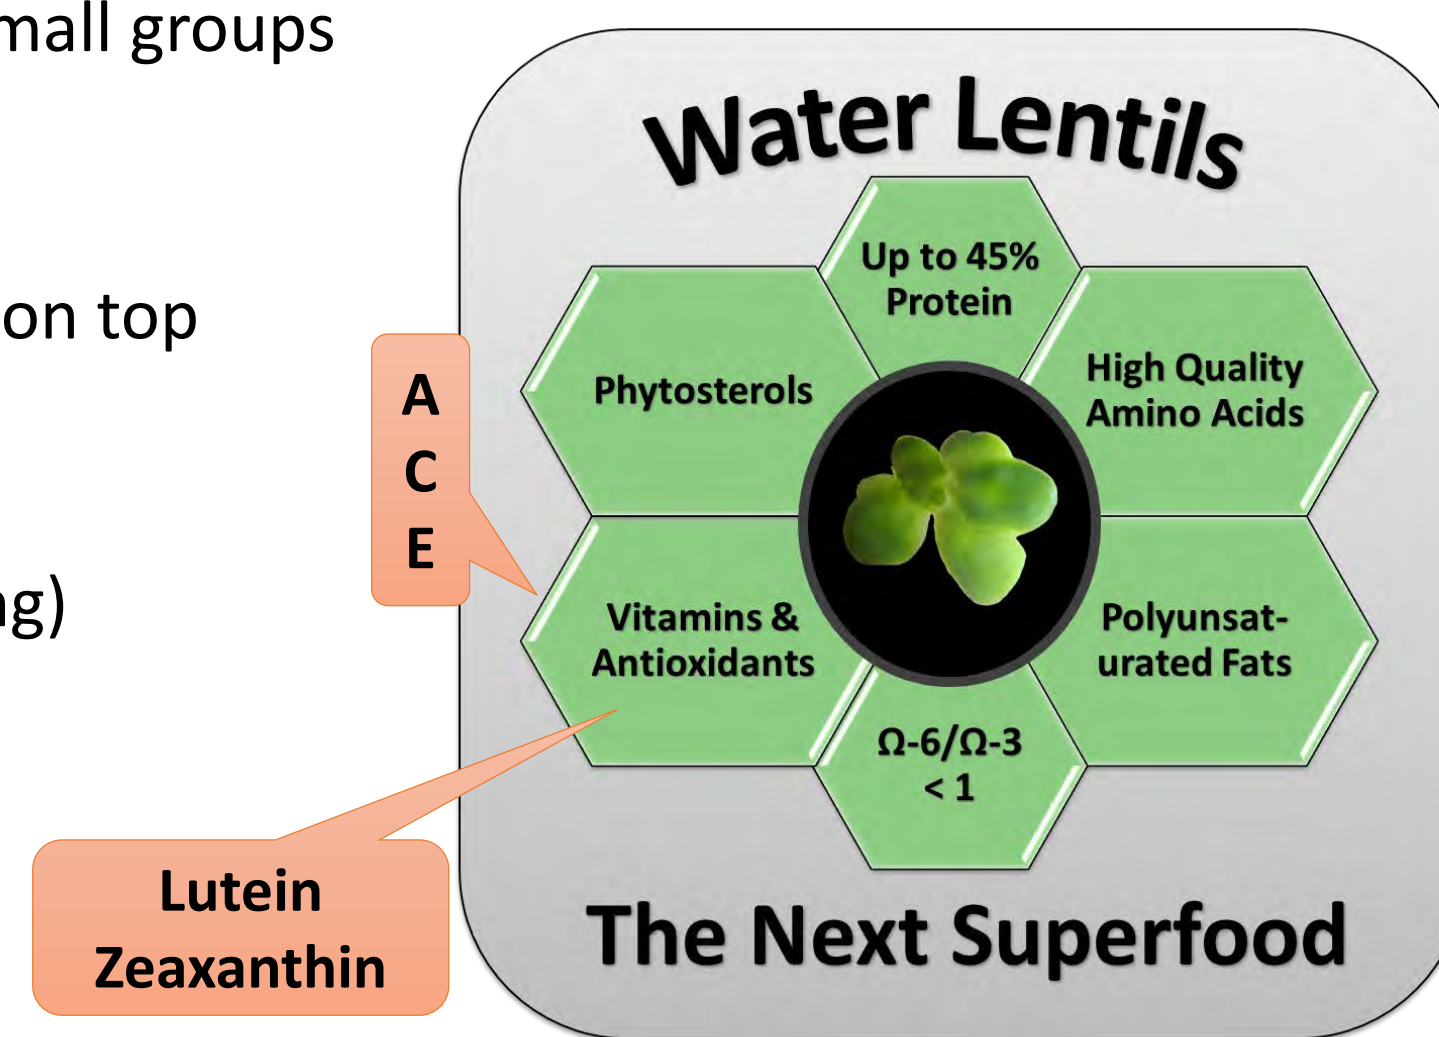 mall groups
on top
ng)
Water Lentils
Up to 45%
Protein
Phytosterols
High Quality
Amino Acids
A
C
E
Vitamins &
Antioxidants
Polyunsat-
urated Fats
Ω-6/Ω-3
< 1
Lutein
Zeaxanthin
The Next Superfood